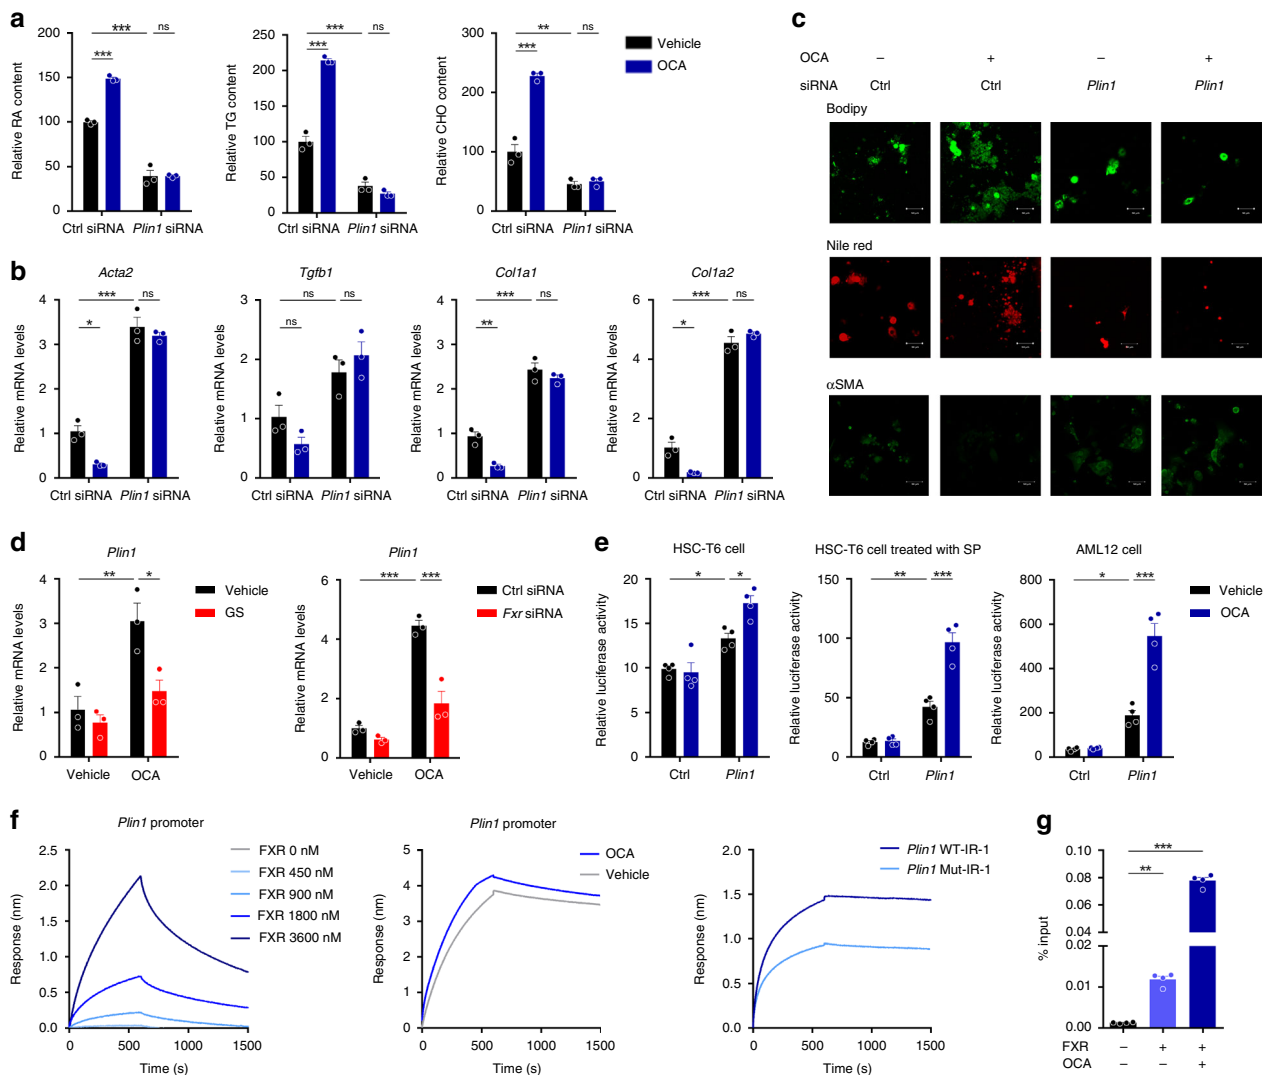 a
Relative RA content
200
150
100
50
0
***
***
ns
Ctrl siRNA
Plin1 siRNA
Relative TG content
250
200
150
100
50
0
***
***
ns
Ctrl siRNA
Plin1 siRNA
Relative CHO content
300
200
100
0
**
***
ns
Ctrl siRNA
Plin1 siRNA
Vehicle
OCA
b
Acta2
Relative mRNA levels
4
3
2
1
0
***
*
ns
Ctrl siRNA
Plin1 siRNA
Tgfb1
Relative mRNA levels
3
2
1
0
ns
ns
ns
Ctrl siRNA
Plin1 siRNA
Col1a1
Relative mRNA levels
4
3
2
1
0
***
**
ns
Ctrl siRNA
Plin1 siRNA
Col1a2
Relative mRNA levels
6
4
2
0
***
*
ns
Ctrl siRNA
Plin1 siRNA
c
OCA – + – +
siRNA Ctrl Ctrl Plin1 Plin1
Bodipy
Nile red
αSMA
d
Plin1
Relative mRNA levels
4
3
2
1
0
**
*
Vehicle
OCA
Vehicle
GS
Plin1
Relative mRNA levels
6
4
2
0
***
***
Vehicle
OCA
Ctrl siRNA
Fxr siRNA
e
HSC-T6 cell
Relative luciferase activity
20
15
10
5
0
*
*
Ctrl
Plin1
HSC-T6 cell treated with SP
Relative luciferase activity
150
100
50
0
**
***
Ctrl
Plin1
AML12 cell
Relative luciferase activity
800
600
400
200
0
*
***
Ctrl
Plin1
Vehicle
OCA
f
Plin1 promoter
Response (nm)
2.5
2.0
1.5
1.0
0.5
0.0
0 500 1000 1500
Time (s)
FXR 0 nM
FXR 450 nM
FXR 900 nM
FXR 1800 nM
FXR 3600 nM
Plin1 promoter
Response (nm)
5
4
3
2
1
0
0 500 1000 1500
Time (s)
OCA
Vehicle
Response (nm)
2.0
1.5
1.0
0.5
0.0
0 500 1000 1500
Time (s)
Plin1 WT-IR-1
Plin1 Mut-IR-1
g
% input
0.10
0.08
0.06
0.04
0.02
0.01
0.00
***
**
FXR – + +
OCA – – +